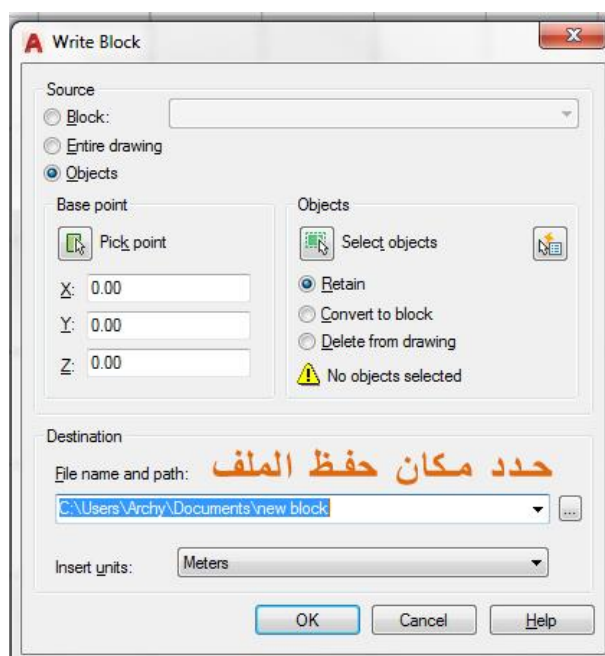 Write Block
Source
Block:
Entire drawing
Objects
Base point
Pick point
X: 0.00
Y: 0.00
Z: 0.00
Objects
Select objects
Retain
Convert to block
Delete from drawing
No objects selected
Destination
حدد مكان حفظ الملف
File name and path:
C:\Users\Archy\Documents\new block
...
Insert units: Meters
OK Cancel Help